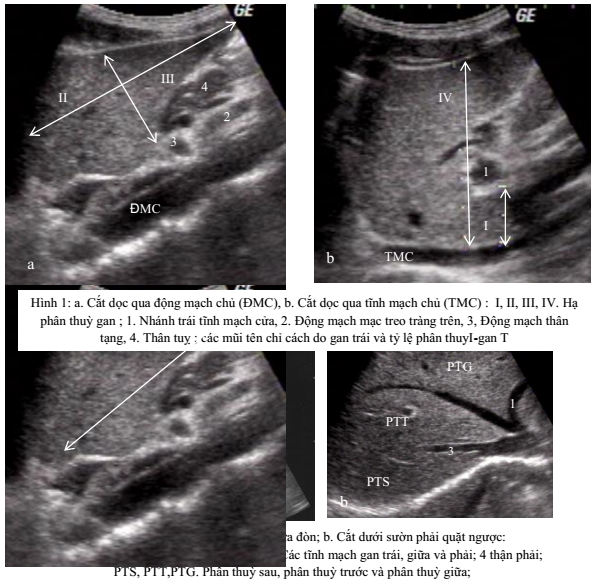 GE
GE
III
II
IV
4
2
3
1
ĐMC
I
a
b
TMC
Hình 1: a. Cắt dọc qua động mạch chủ (ĐMC), b. Cắt dọc qua tĩnh mạch chủ (TMC) : I, II, III, IV. Hạ
phân thuỳ gan ; 1. Nhánh trái tĩnh mạch cửa, 2. Động mạch mạc treo tràng trên, 3, Động mạch thân
tạng, 4. Thân tuỵ ; các mũi tên chỉ cách do gan trái và tỷ lệ phân thuyI-gan T
PTG
1
PTT
3
PTS
b
a đòn; b. Cắt dưới sườn phải quặt ngược:
Các tĩnh mạch gan trái, giữa và phải; 4 thận phải;
PTS, PTT,PTG. Phân thuỳ sau, phân thuỳ trước và phân thuỳ giữa;